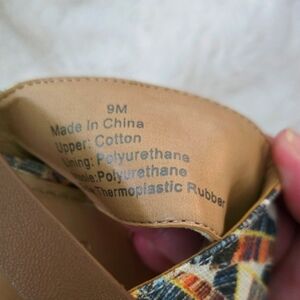 9M
Made In China
Upper: Cotton
Lining: Polyurethane
:Polyurethane
Thermoplastic Rubber